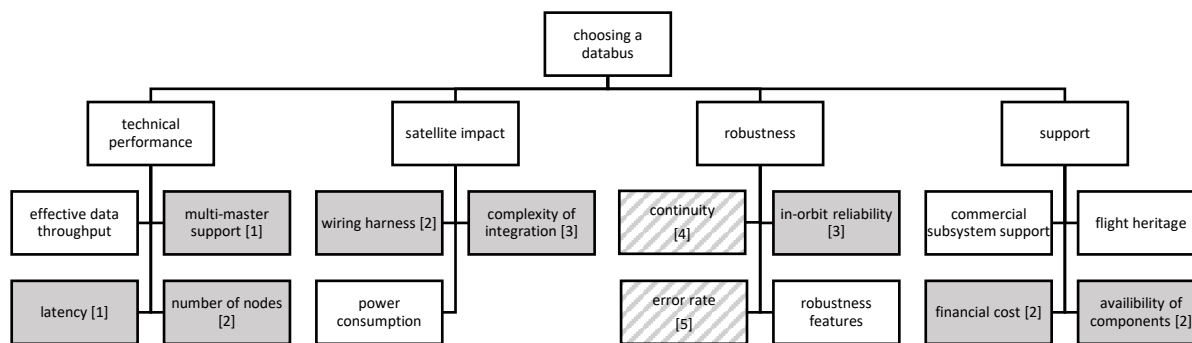 choosing a
databus
technical
performance
satellite impact
robustness
support
effective data
throughput
multi-master
support [1]
wiring harness [2]
complexity of
integration [3]
continuity
[4]
in-orbit reliability
[3]
commercial
subsystem support
flight heritage
latency [1]
number of nodes
[2]
power
consumption
error rate
[5]
robustness
features
financial cost [2]
availibility of
components [2]